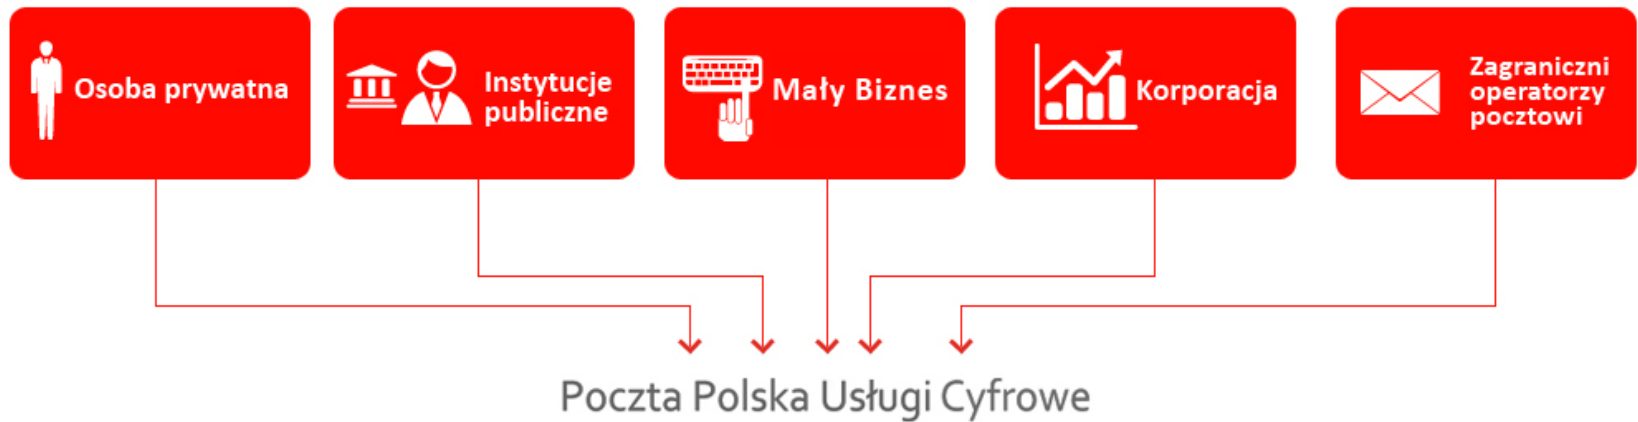 Osoba prywatna
Instytucje
publiczne
Mały Biznes
Korporacja
Zagraniczni
operatorzy
pocztowi
Poczta Polska Usługi Cyfrowe